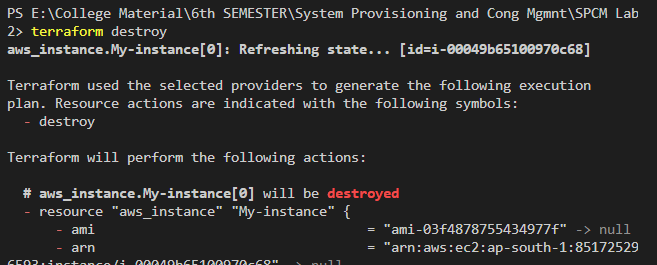 PS E:\College Material\6th SEMESTER\System Provisioning and Cong Mgmnt\SPCM Lab
2> terraform destroy
aws_instance.My-instance[0]: Refreshing state... [id=i-00049b65100970c68]
Terraform used the selected providers to generate the following execution
plan. Resource actions are indicated with the following symbols:
- destroy
Terraform will perform the following actions:
# aws_instance.My-instance[0] will be destroyed
- resource "aws_instance" "My-instance" {
- ami = "ami-03f4878755434977f" -> null
- arn = "arn:aws:ec2:ap-south-1:85172529
6593:instance/i-00049b65100970c68" -> null